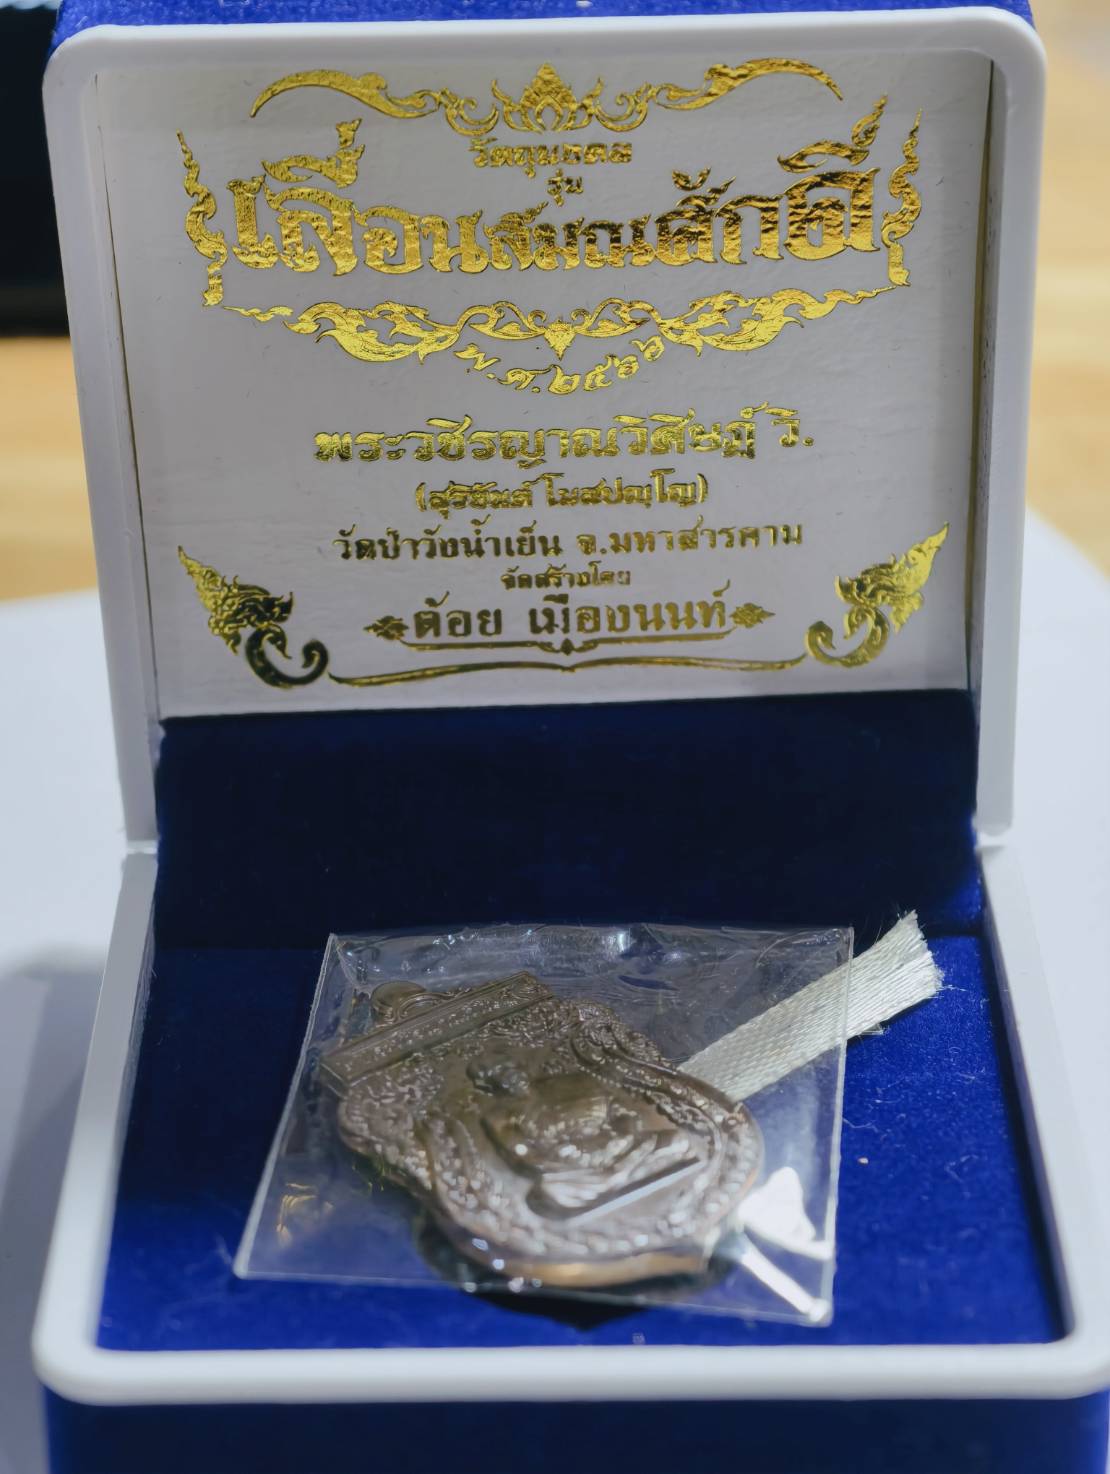 วัตถุมงคล
รุ่น
เลื่อนสมณศักดิ์
พ.ศ.๒๕๖๖
พระวชิรญาณวิศิษฏ์ วิ.
(สุริยันต์ โฆสปญฺโญ)
วัดป่าวังน้ำเย็น จ.มหาสารคาม
จัดสร้างโดย
ต้อย เมืองนนท์